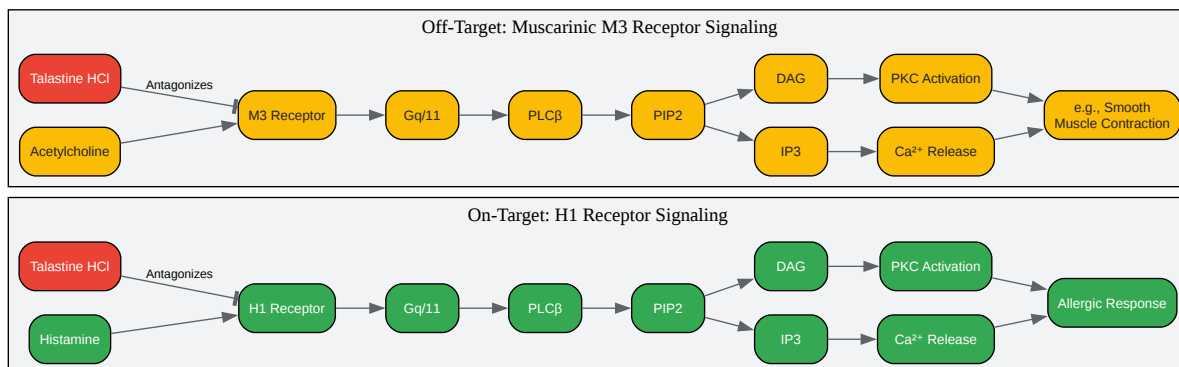 Off-Target: Muscarinic M3 Receptor Signaling
Talastine HCl
Antagonizes
Acetylcholine
M3 Receptor
Gq/11
PLCβ
PIP2
DAG
IP3
PKC Activation
Ca²⁺ Release
e.g., Smooth
Muscle Contraction
On-Target: H1 Receptor Signaling
Talastine HCl
Antagonizes
Histamine
H1 Receptor
Gq/11
PLCβ
PIP2
DAG
IP3
PKC Activation
Ca²⁺ Release
Allergic Response